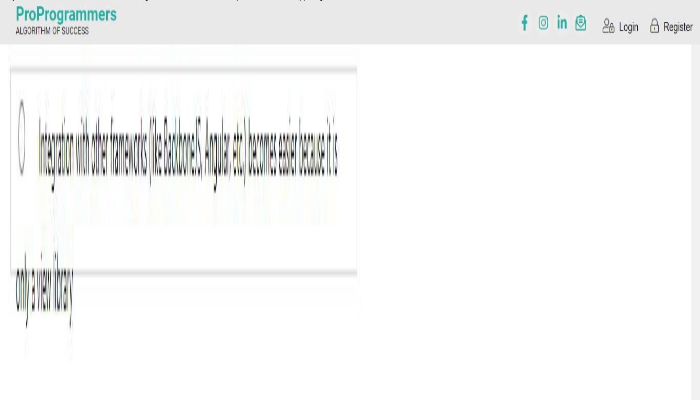 ProProgrammers
ALGORITHM OF SUCCESS
Login
Register
Integration with other frameworks (like BackboneJS, Angular, etc.) becomes easier because it is
only a view library